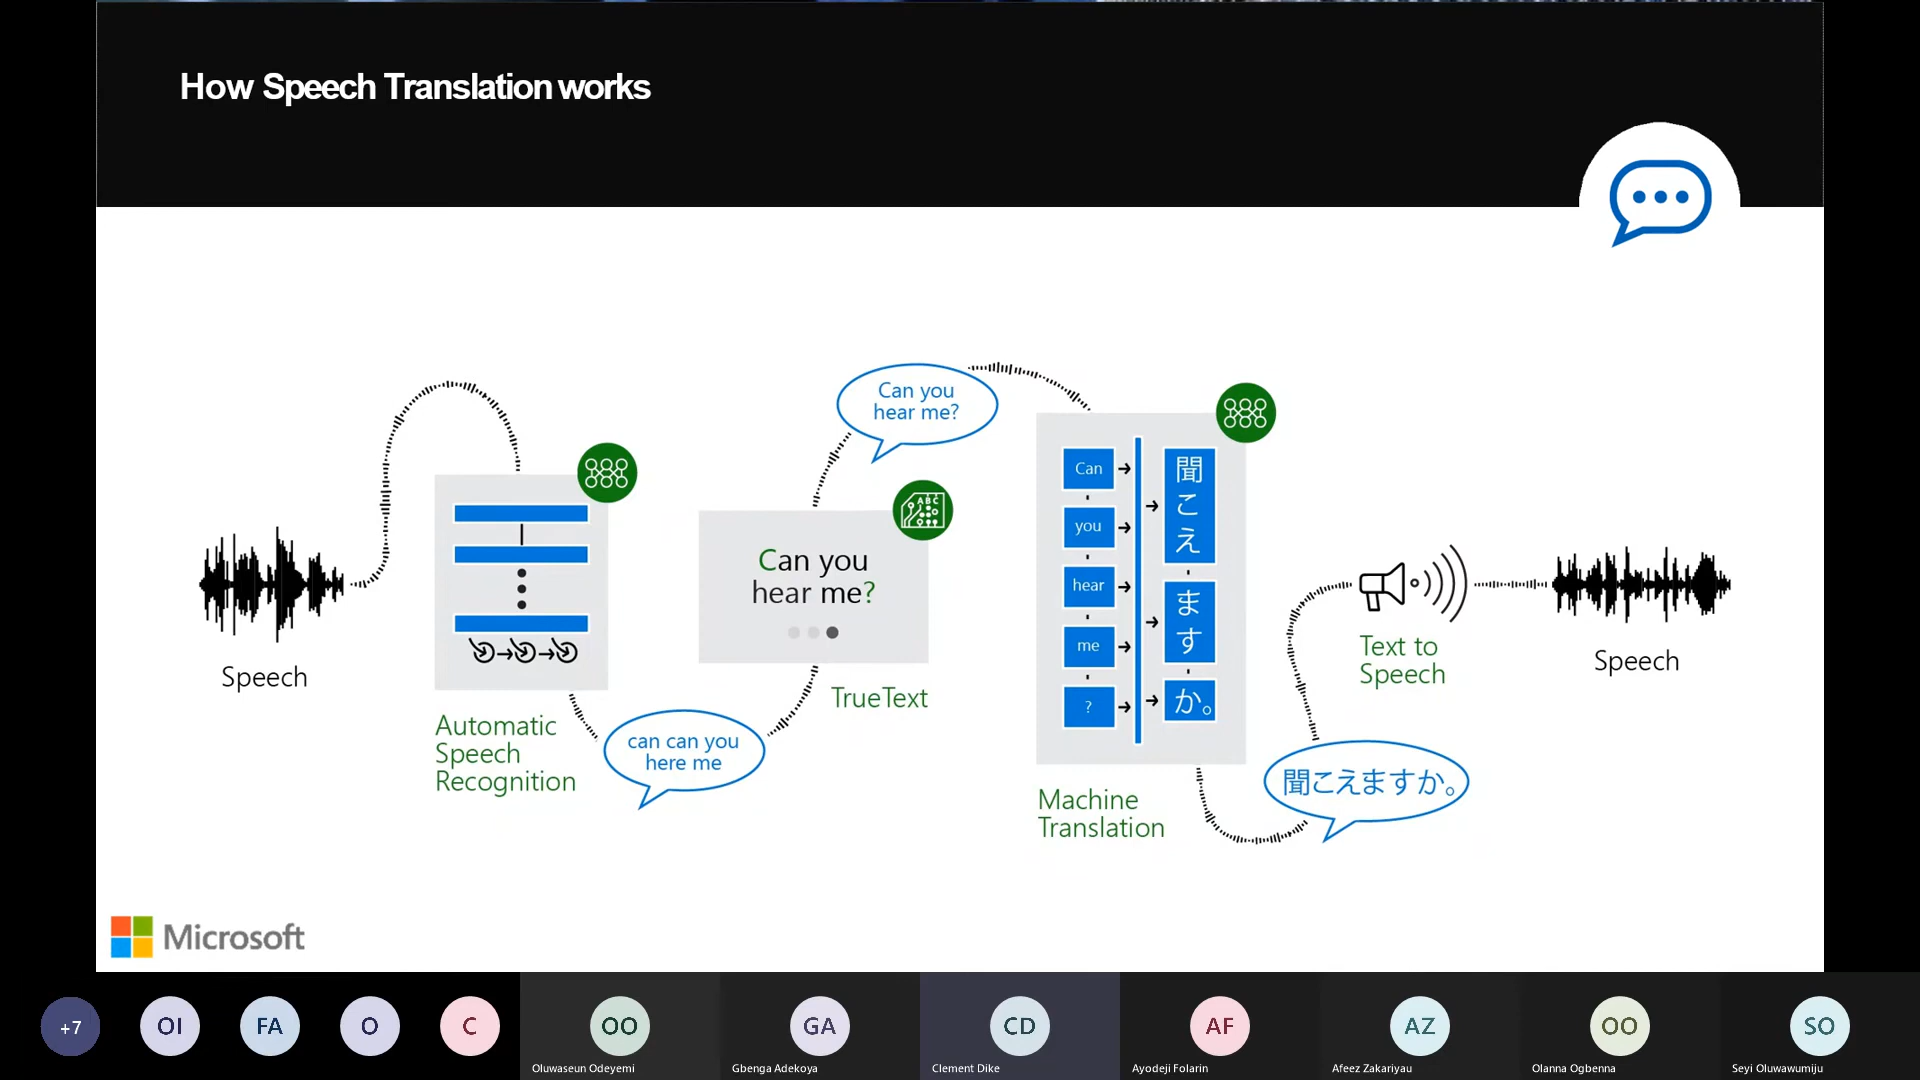 How Speech Translation works
Speech
Automatic
Speech
Recognition
can can you
here me
Can you
hear me?
TrueText
Can you
hear me?
Can
you
hear
me
?
聞こえ
ます
か。
Machine
Translation
聞こえますか。
Text to
Speech
Speech
ABC
Microsoft
+7
OI
FA
O
C
OO
Oluwaseun Odeyemi
GA
Gbenga Adekoya
CD
Clement Dike
AF
Ayodeji Folarin
AZ
Afeez Zakariyau
OO
Olanna Ogbenna
SO
Seyi Oluwawumiju